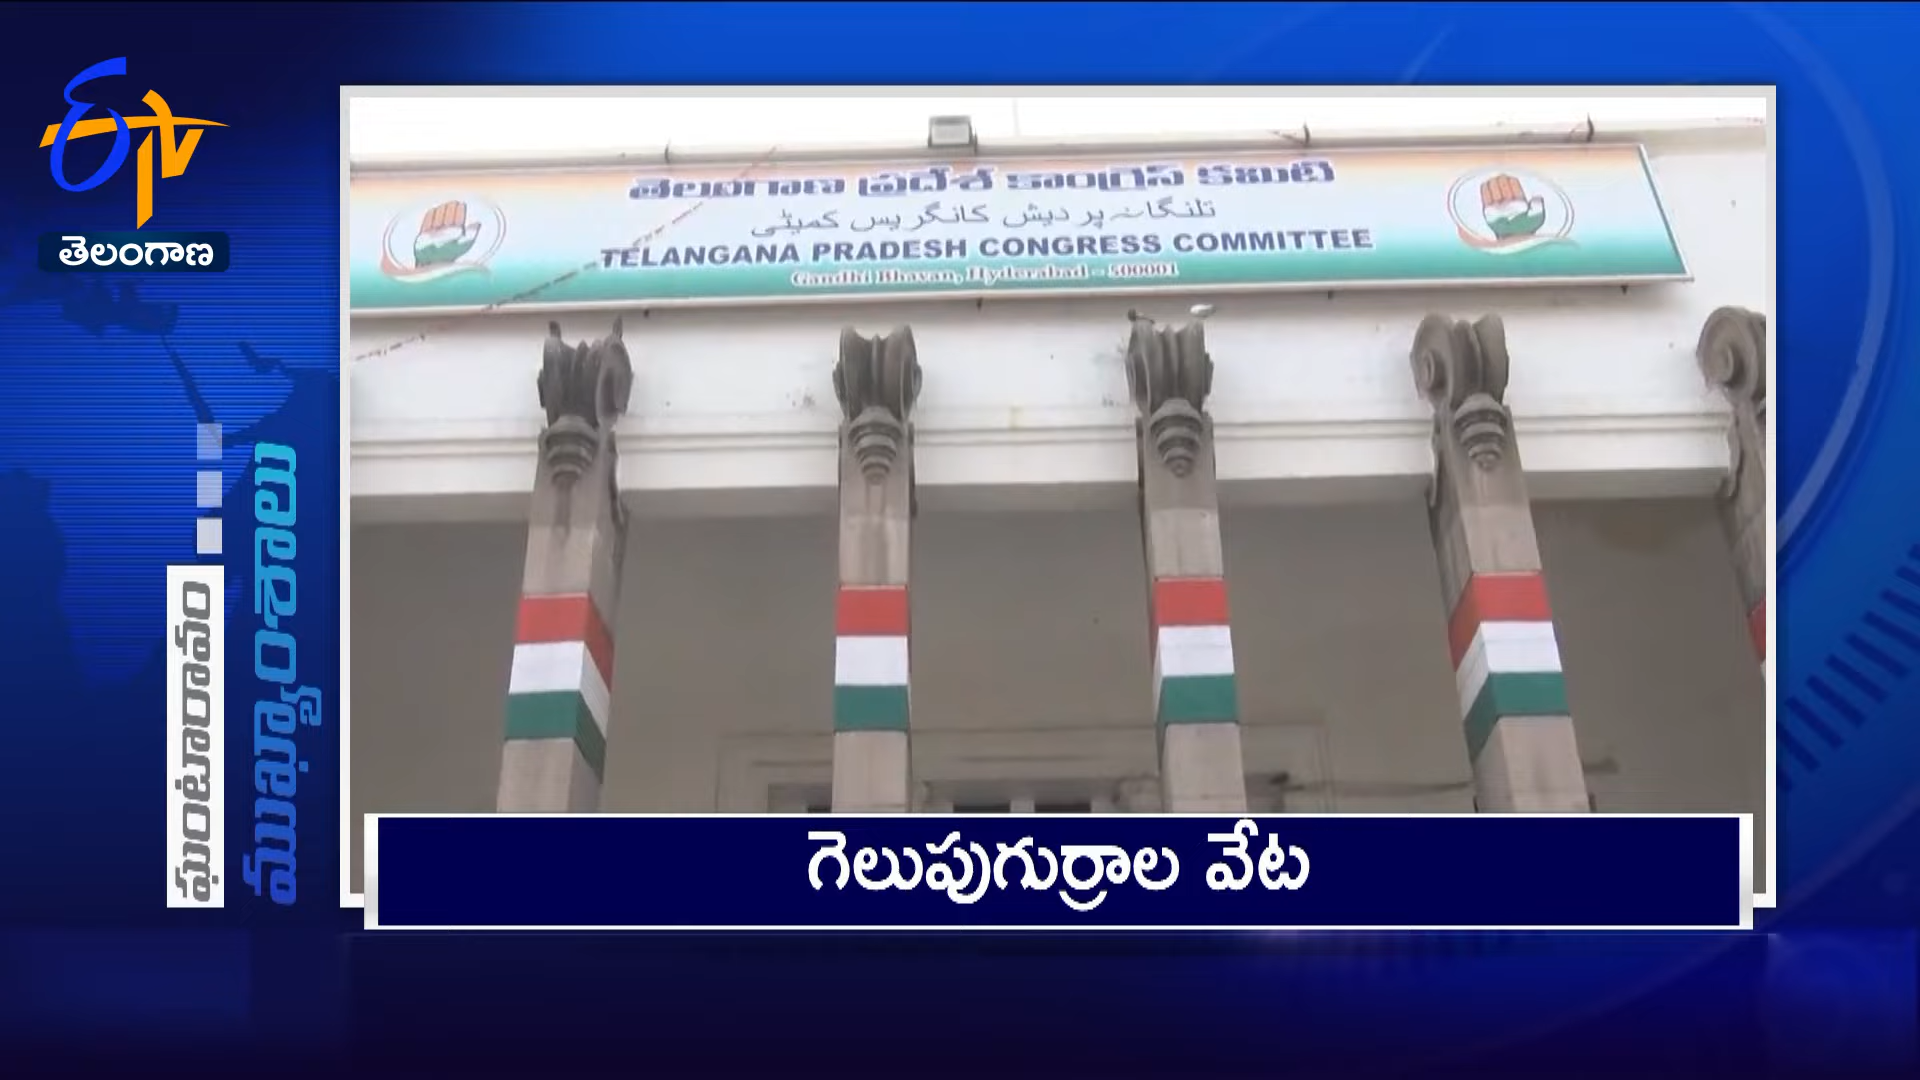 ETV
తెలంగాణ
తెలంగాణ ప్రదేశ్ కాంగ్రెస్ కమిటి
تلنگانہ پردیش کانگریس کمیٹی
TELANGANA PRADESH CONGRESS COMMITTEE
Gandhi Bhavan, Hyderabad - 500001
ఘంటారావం
ముఖ్యాంశాలు
గెలుపుగుర్రాల వేట